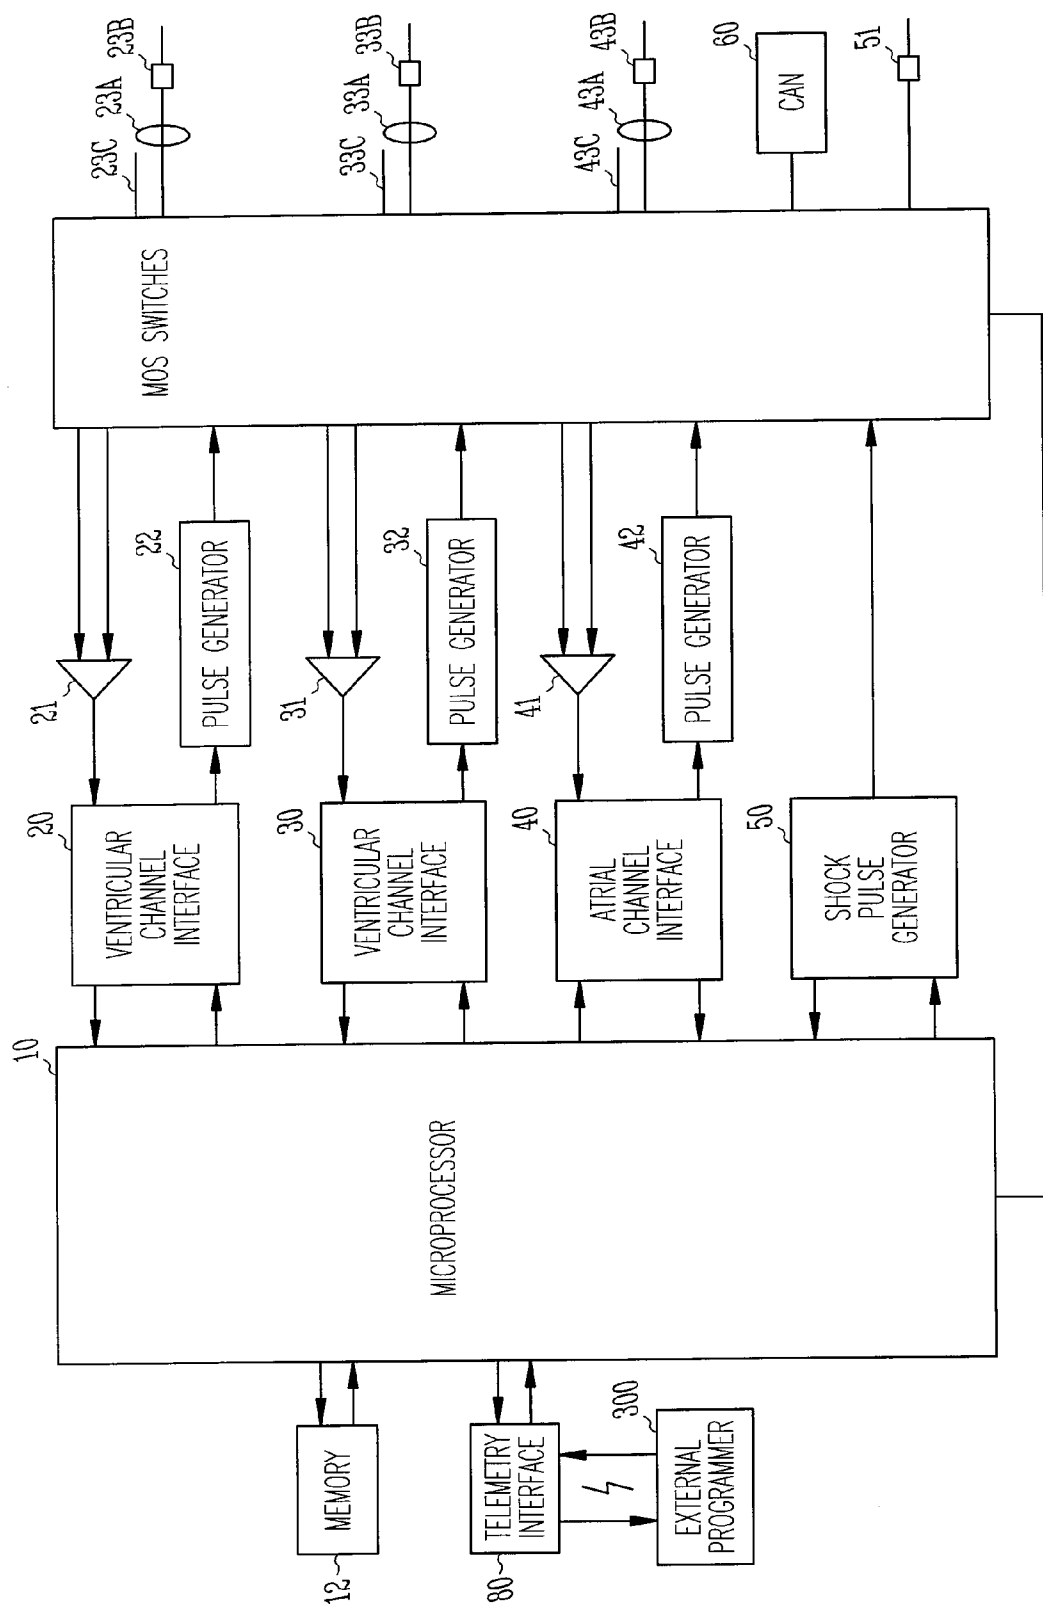 23C
23A
23B
33C
33A
33B
43C
43A
43B
60
CAN
51
MOS SWITCHES
21
22
PULSE GENERATOR
31
32
PULSE GENERATOR
41
42
PULSE GENERATOR
20
VENTRICULAR
CHANNEL
INTERFACE
30
VENTRICULAR
CHANNEL
INTERFACE
40
ATRIAL
CHANNEL
INTERFACE
50
SHOCK
PULSE
GENERATOR
10
MICROPROCESSOR
MEMORY
12
TELEMETRY
INTERFACE
80
300
EXTERNAL
PROGRAMMER